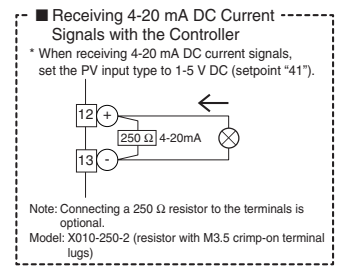 ■ Receiving 4-20 mA DC Current
Signals with the Controller
* When receiving 4-20 mA DC current signals,
set the PV input type to 1-5 V DC (setpoint “41”).
12 +
250 Ω 4-20mA
13 -
Note: Connecting a 250 Ω resistor to the terminals is
optional.
Model: X010-250-2 (resistor with M3.5 crimp-on terminal
lugs)